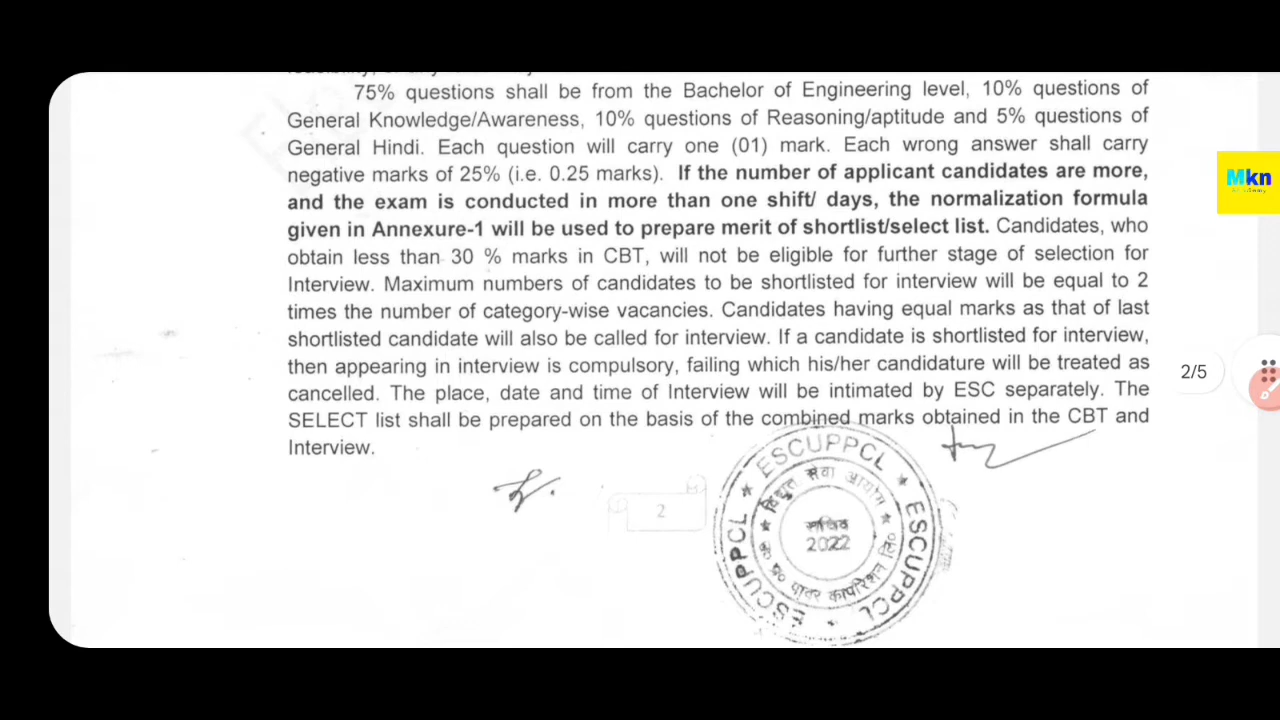 75% questions shall be from the Bachelor of Engineering level, 10% questions of
General Knowledge/Awareness, 10% questions of Reasoning/aptitude and 5% questions of
General Hindi. Each question will carry one (01) mark. Each wrong answer shall carry
negative marks of 25% (i.e. 0.25 marks). If the number of applicant candidates are more,
and the exam is conducted in more than one shift/ days, the normalization formula
given in Annexure-1 will be used to prepare merit of shortlist/select list. Candidates, who
obtain less than 30 % marks in CBT, will not be eligible for further stage of selection for
Interview. Maximum numbers of candidates to be shortlisted for interview will be equal to 2
times the number of category-wise vacancies. Candidates having equal marks as that of last
shortlisted candidate will also be called for interview. If a candidate is shortlisted for interview,
then appearing in interview is compulsory, failing which his/her candidature will be treated as
cancelled. The place, date and time of Interview will be intimated by ESC separately. The
SELECT list shall be prepared on the basis of the combined marks obtained in the CBT and
Interview.
2
ESCUPPCL ★ ESCUPPCL ★ ESCUPPCL ★ ESCUPPCL
★ विद्युत सेवा आयोग ★
उ० प्र० पावर कार्पोरेशन लि०
सचिव
2022
Mkn
2/5